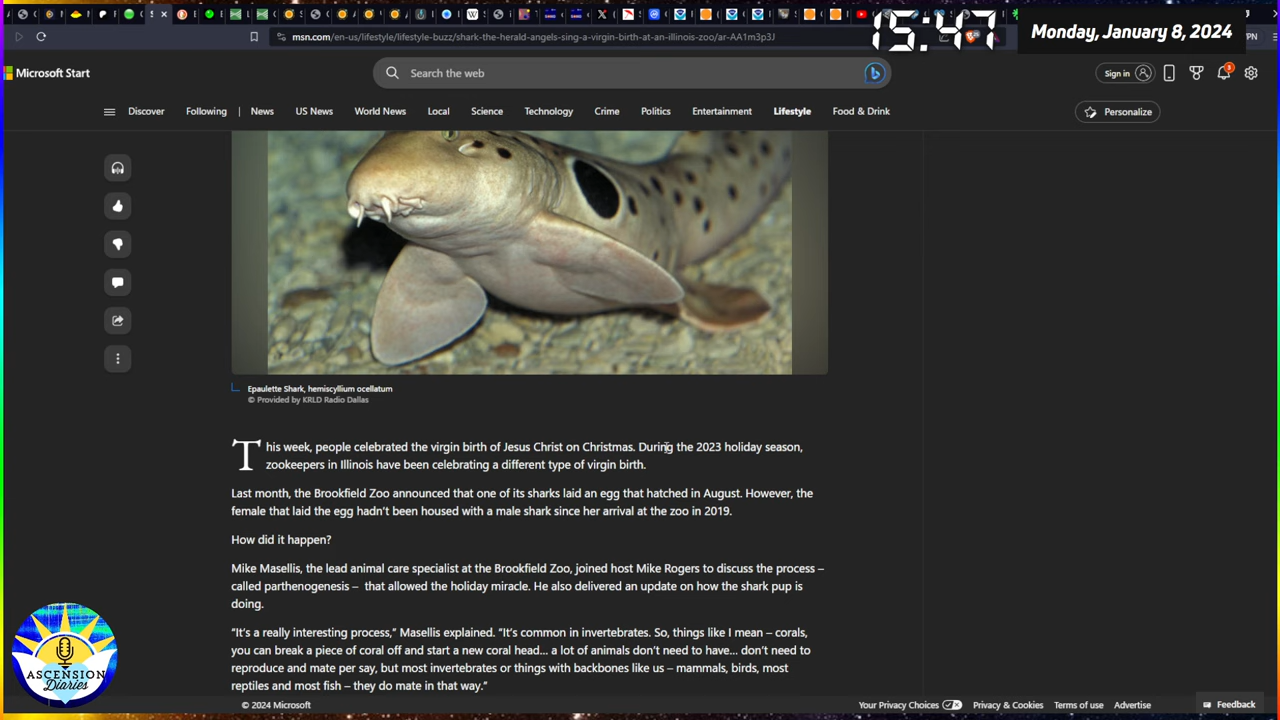 15:47
Monday, January 8, 2024
msn.com/en-us/lifestyle/lifestyle-buzz/shark-the-herald-angels-sing-a-virgin-birth-at-an-illinois-zoo/ar-AA1m3p3J
VPN
Microsoft Start
Search the web
Sign in
Discover
Following
News
US News
World News
Local
Science
Technology
Crime
Politics
Entertainment
Lifestyle
Food & Drink
Personalize
Epaulette Shark, hemiscyllium ocellatum
© Provided by KRLD Radio Dallas
This week, people celebrated the virgin birth of Jesus Christ on Christmas. During the 2023 holiday season,
zookeepers in Illinois have been celebrating a different type of virgin birth.
Last month, the Brookfield Zoo announced that one of its sharks laid an egg that hatched in August. However, the
female that laid the egg hadn't been housed with a male shark since her arrival at the zoo in 2019.
How did it happen?
Mike Masellis, the lead animal care specialist at the Brookfield Zoo, joined host Mike Rogers to discuss the process –
called parthenogenesis – that allowed the holiday miracle. He also delivered an update on how the shark pup is
doing.
"It's a really interesting process," Masellis explained. "It's common in invertebrates. So, things like I mean – corals,
you can break a piece of coral off and start a new coral head... a lot of animals don't need to have... don't need to
reproduce and mate per say, but most invertebrates or things with backbones like us – mammals, birds, most
reptiles and most fish – they do mate in that way."
ASCENSION
Diaries
© 2024 Microsoft
Your Privacy Choices
Privacy & Cookies
Terms of use
Advertise
Feedback